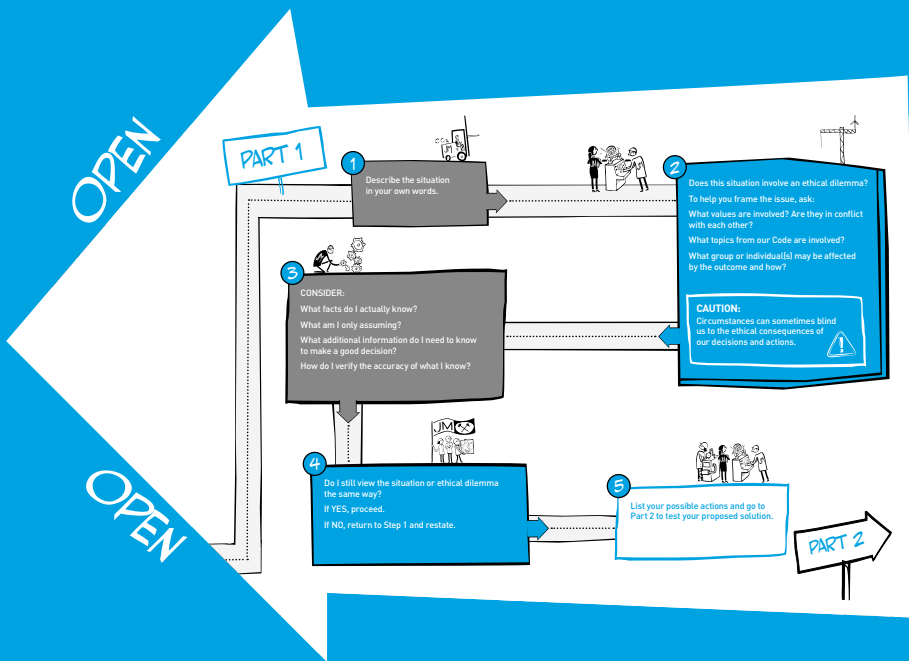 OPEN
PART 1
1
Describe the situation
in your own words.
2
Does this situation involve an ethical dilemma?
To help you frame the issue, ask:
What values are involved? Are they in conflict
with each other?
What topics from our Code are involved?
What group or individual(s) may be affected
by the outcome and how?
CAUTION:
Circumstances can sometimes blind
us to the ethical consequences of
our decisions and actions.
!
3
CONSIDER:
What facts do I actually know?
What am I only assuming?
What additional information do I need to know
to make a good decision?
How do I verify the accuracy of what I know?
JM
4
Do I still view the situation or ethical dilemma
the same way?
If YES, proceed.
If NO, return to Step 1 and restate.
5
List your possible actions and go to
Part 2 to test your proposed solution.
OPEN
PART 2